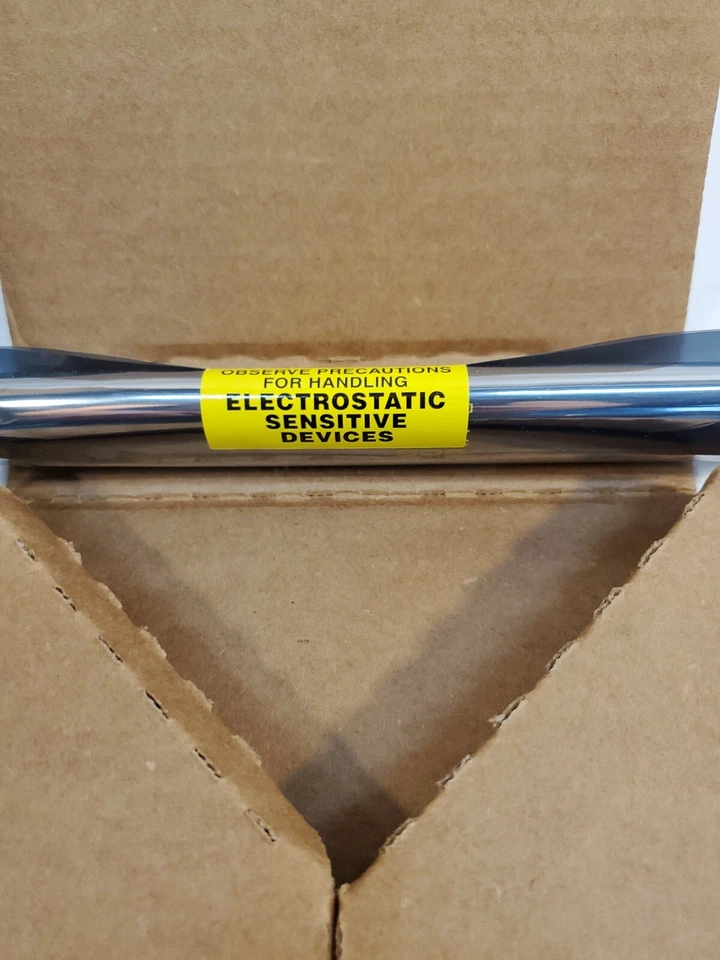 OBSERVE PRECAUTIONS
FOR HANDLING
ELECTROSTATIC
SENSITIVE
DEVICES